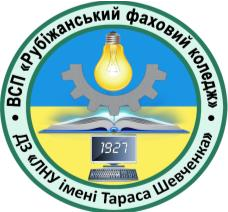 ВСП «Рубіжанський фаховий коледж»
1927
ДЗ «ЛНУ імені Тараса Шевченка»